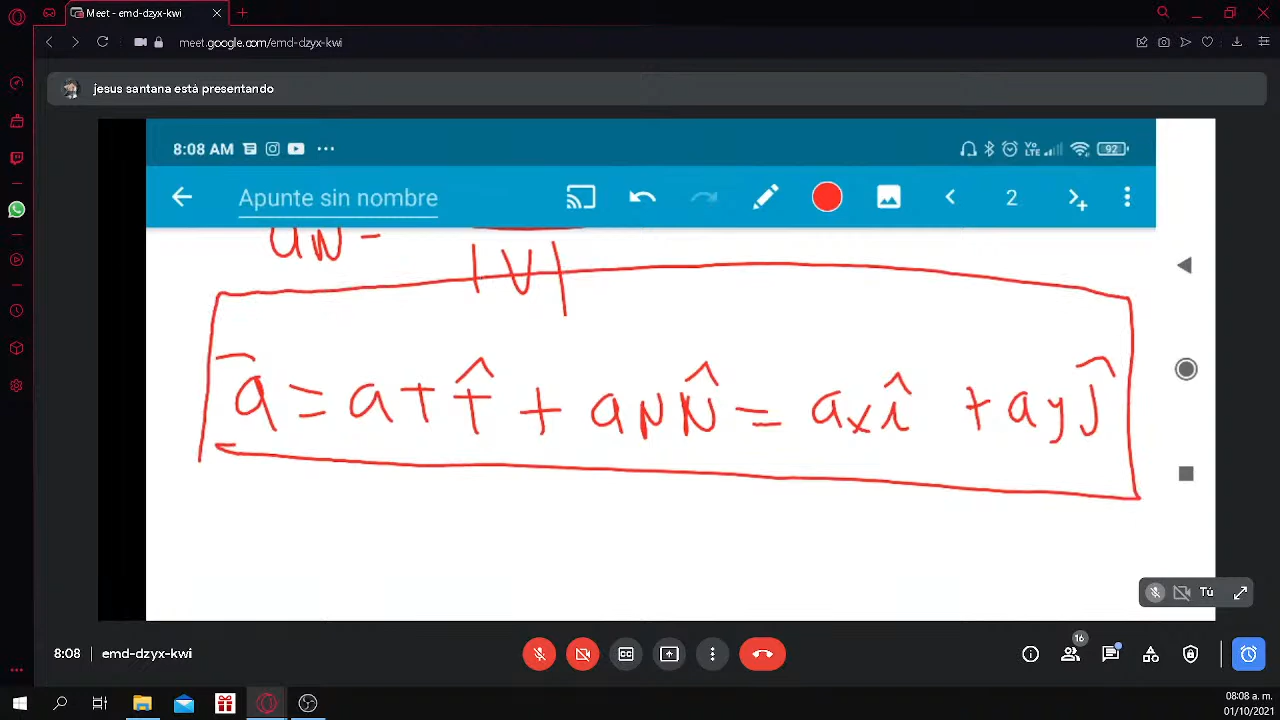 Meet - emd-dzyx-kwi
meet.google.com/emd-dzyx-kwi
jesus santana está presentando
8:08 AM
Vo LTE
92
Apunte sin nombre
2
aN =
|V|
a = aT T̂ + aN N̂ = ax î + ay ĵ
Tú
8:08 | emd-dzyx-kwi
16
08:08 a. m.
01/10/2021